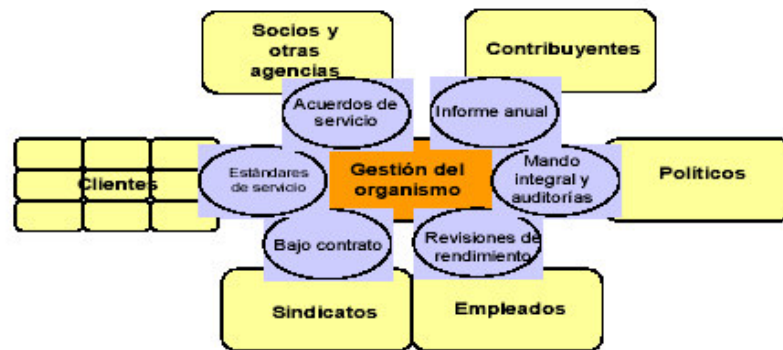 Socios y
otras
agencias
Contribuyentes
Acuerdos de
servicio
Informe anual
Clientes
Estándares
de servicio
Gestión del
organismo
Mando
integral y
auditorías
Políticos
Bajo contrato
Revisiones de
rendimiento
Sindicatos
Empleados